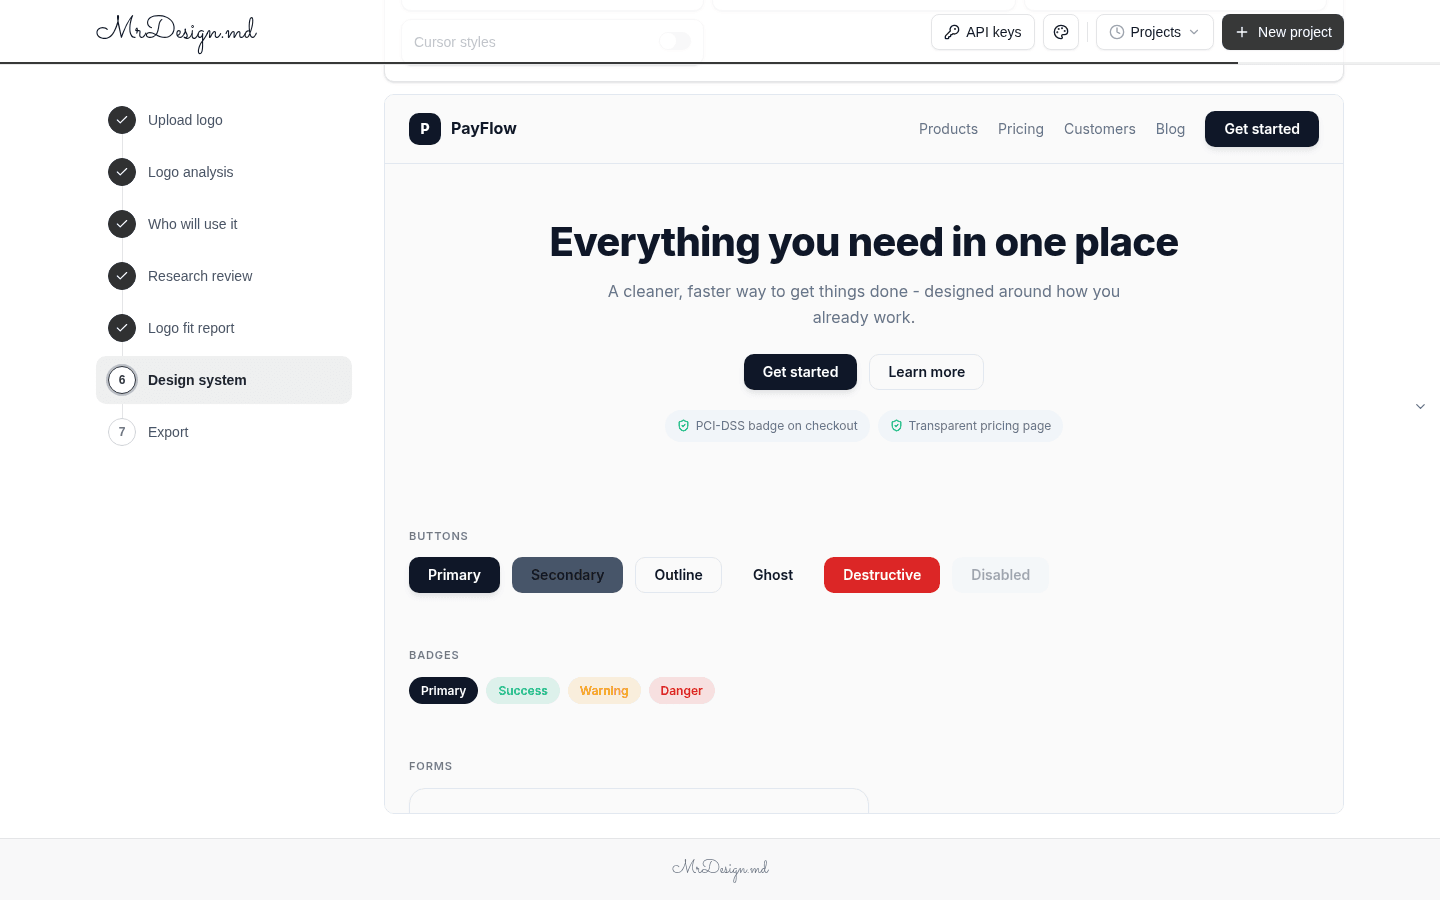 MrDesign.md
Cursor styles
API keys
Projects
New project
Upload logo
Logo analysis
Who will use it
Research review
Logo fit report
6 Design system
7 Export
P PayFlow
Products Pricing Customers Blog Get started
Everything you need in one place
A cleaner, faster way to get things done - designed around how you
already work.
Get started Learn more
PCI-DSS badge on checkout Transparent pricing page
BUTTONS
Primary Secondary Outline Ghost Destructive Disabled
BADGES
Primary Success Warning Danger
FORMS
MrDesign.md